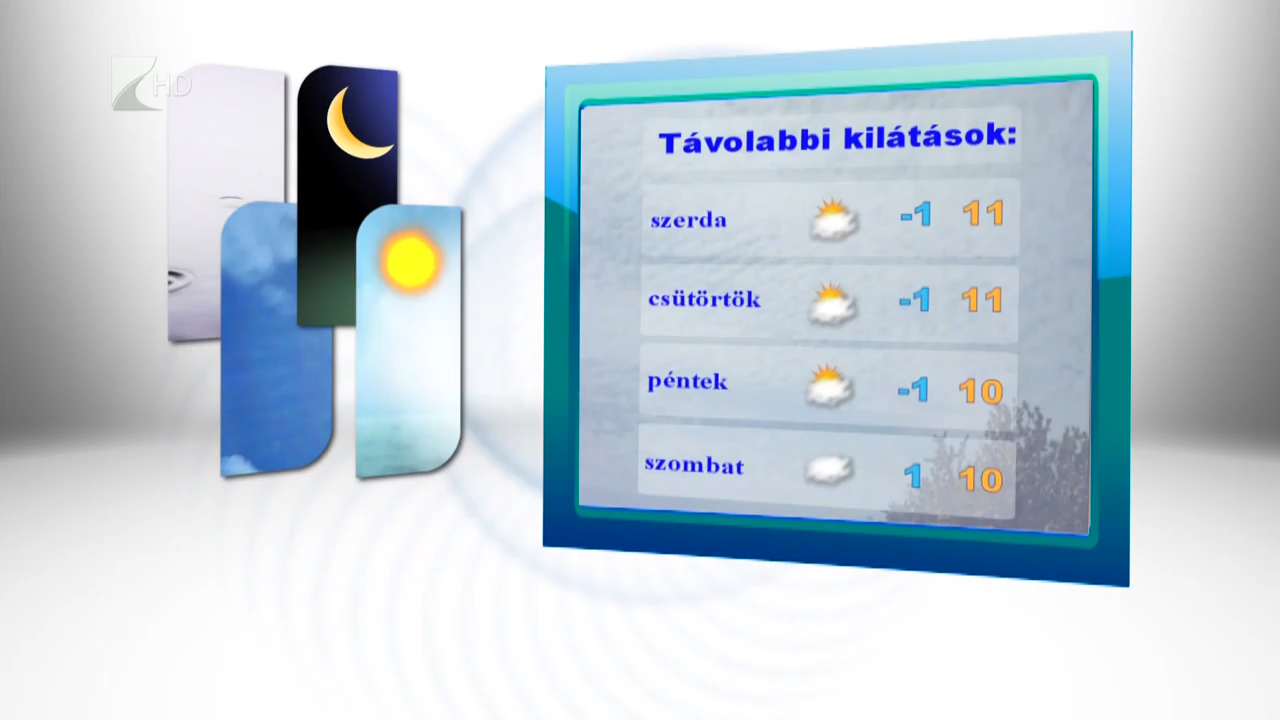 HD
Távolabbi kilátások:
szerda -1 11
csütörtök -1 11
péntek -1 10
szombat 1 10